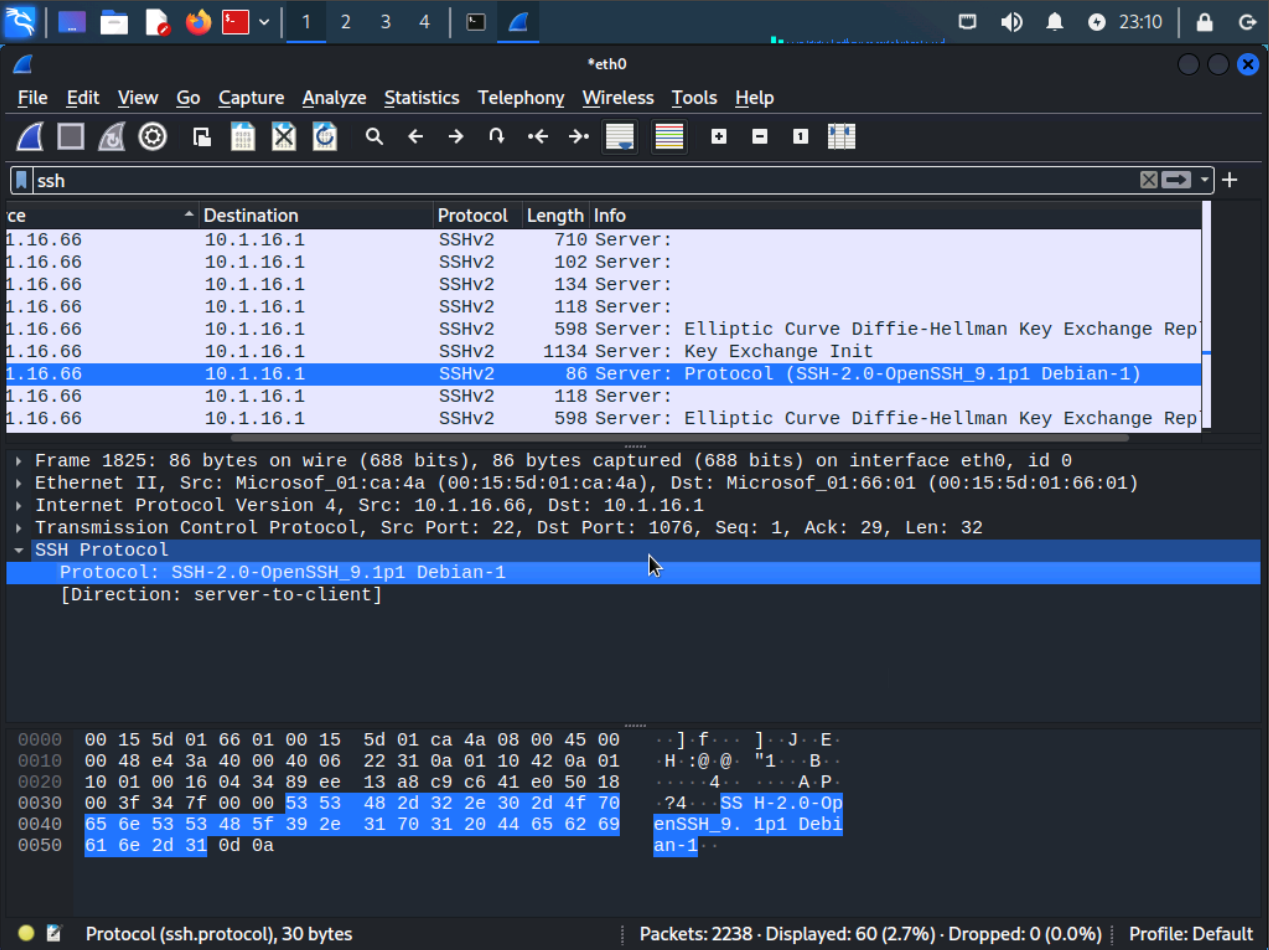 1 2 3 4 23:10
*eth0
File Edit View Go Capture Analyze Statistics Telephony Wireless Tools Help
ssh
ce Destination Protocol Length Info
1.16.66 10.1.16.1 SSHv2 710 Server:
1.16.66 10.1.16.1 SSHv2 102 Server:
1.16.66 10.1.16.1 SSHv2 134 Server:
1.16.66 10.1.16.1 SSHv2 118 Server:
1.16.66 10.1.16.1 SSHv2 598 Server: Elliptic Curve Diffie-Hellman Key Exchange Repl
1.16.66 10.1.16.1 SSHv2 1134 Server: Key Exchange Init
1.16.66 10.1.16.1 SSHv2 86 Server: Protocol (SSH-2.0-OpenSSH_9.1p1 Debian-1)
1.16.66 10.1.16.1 SSHv2 118 Server:
1.16.66 10.1.16.1 SSHv2 598 Server: Elliptic Curve Diffie-Hellman Key Exchange Repl
Frame 1825: 86 bytes on wire (688 bits), 86 bytes captured (688 bits) on interface eth0, id 0
Ethernet II, Src: Microsof_01:ca:4a (00:15:5d:01:ca:4a), Dst: Microsof_01:66:01 (00:15:5d:01:66:01)
Internet Protocol Version 4, Src: 10.1.16.66, Dst: 10.1.16.1
Transmission Control Protocol, Src Port: 22, Dst Port: 1076, Seq: 1, Ack: 29, Len: 32
SSH Protocol
Protocol: SSH-2.0-OpenSSH_9.1p1 Debian-1
[Direction: server-to-client]
0000 00 15 5d 01 66 01 00 15 5d 01 ca 4a 08 00 45 00 ··]·f··· ]··J··E·
0010 00 48 e4 3a 40 00 40 06 22 31 0a 01 10 42 0a 01 ·H·:@·@· "1···B··
0020 10 01 00 16 04 34 89 ee 13 a8 c9 c6 41 e0 50 18 ·····4·· ····A·P·
0030 00 3f 34 7f 00 00 53 53 48 2d 32 2e 30 2d 4f 70 ·?4···SS H-2.0-Op
0040 65 6e 53 53 48 5f 39 2e 31 70 31 20 44 65 62 69 enSSH_9. 1p1 Debi
0050 61 6e 2d 31 0d 0a an-1··
Protocol (ssh.protocol), 30 bytes Packets: 2238 · Displayed: 60 (2.7%) · Dropped: 0 (0.0%) Profile: Default